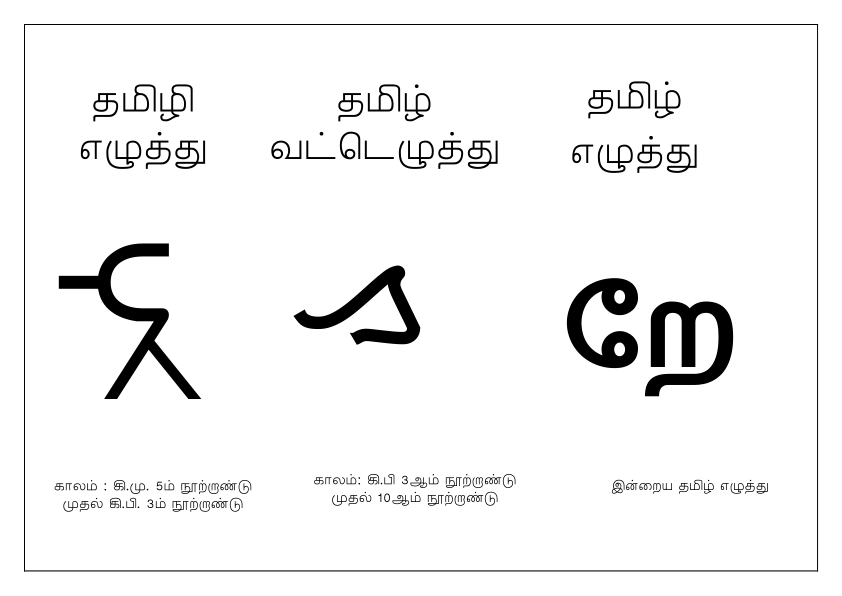 தமிழி
எழுத்து
தமிழ்
வட்டெழுத்து
தமிழ்
எழுத்து
றே
காலம் : கி.மு. 5ம் நூற்றாண்டு
முதல் கி.பி. 3ம் நூற்றாண்டு
காலம்: கி.பி 3ஆம் நூற்றாண்டு
முதல் 10ஆம் நூற்றாண்டு
இன்றைய தமிழ் எழுத்து